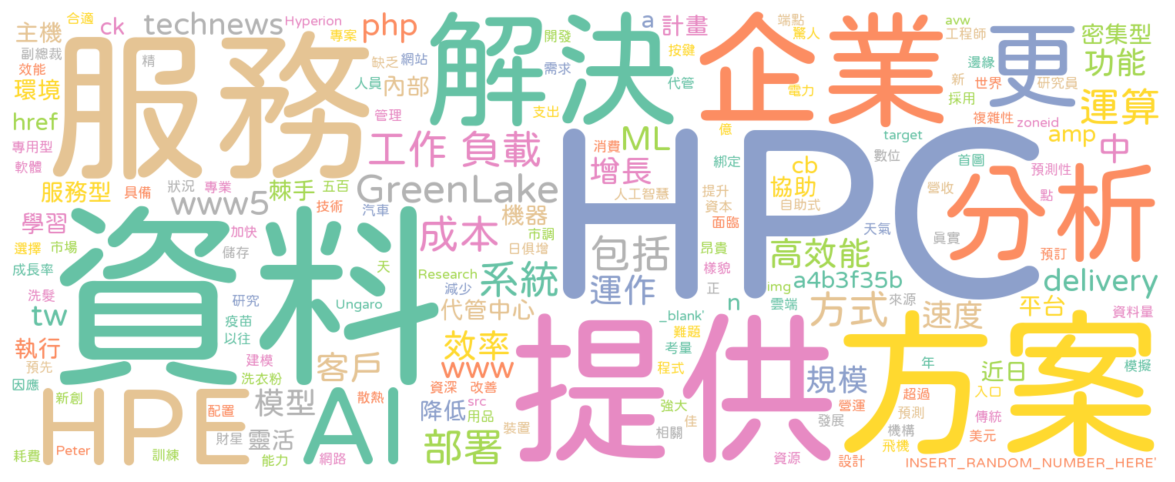 合適
ck
Hyperion
technews
專案
php
a
計畫
端點
驚人
avw
工程師
密集型
功能
主機
副總裁
效能
精
缺乏
網站
開發
需求
按鍵
代管
電力
邊緣
新
世界
採用
研究員
環境
人員
內部
解決
企業
更
服務
管理
支出
億
複雜性
zoneid
運算
href
專用型
軟體
工作
負載
消費
ML
target
amp
中
綁定
數位
首圖
預測性
服務型
具備
狀況
專業
棘手
五百
增長
cb
協助
人工智慧
提升
資本
自助式
營收
點
GreenLake
www5
技術
汽車
機器
市調
學習
加快
選擇
市場
儲存
日俱增
成本
包括
面臨
昂貴
天氣
真實
預訂
HPC
分析
高效能
樣貌
正
成長率
天
Research
減少
系統
運作
img
雲端
a4b3f35b
delivery
洗髮
研究
Ungaro
資料
tw
疫苗
以往
代管中心
_blank'
n
方式
來源
速度
平台
資料量
難題
考量
執行
預先
因應
建模
洗衣粉
客戶
效率
www
程式
年
近日
模擬
規模
資深
改善
入口
超過
新創
配置
散熱
src
降低
用品
強大
佳
營運
預測
傳統
HPE
模型
AI
提供
方案
財星
靈活
裝置
相關
發展
機構
美元
飛機
Peter
耗費
訓練
能力
網路
部署
資源
設計
INSERT_RANDOM_NUMBER_HERE'